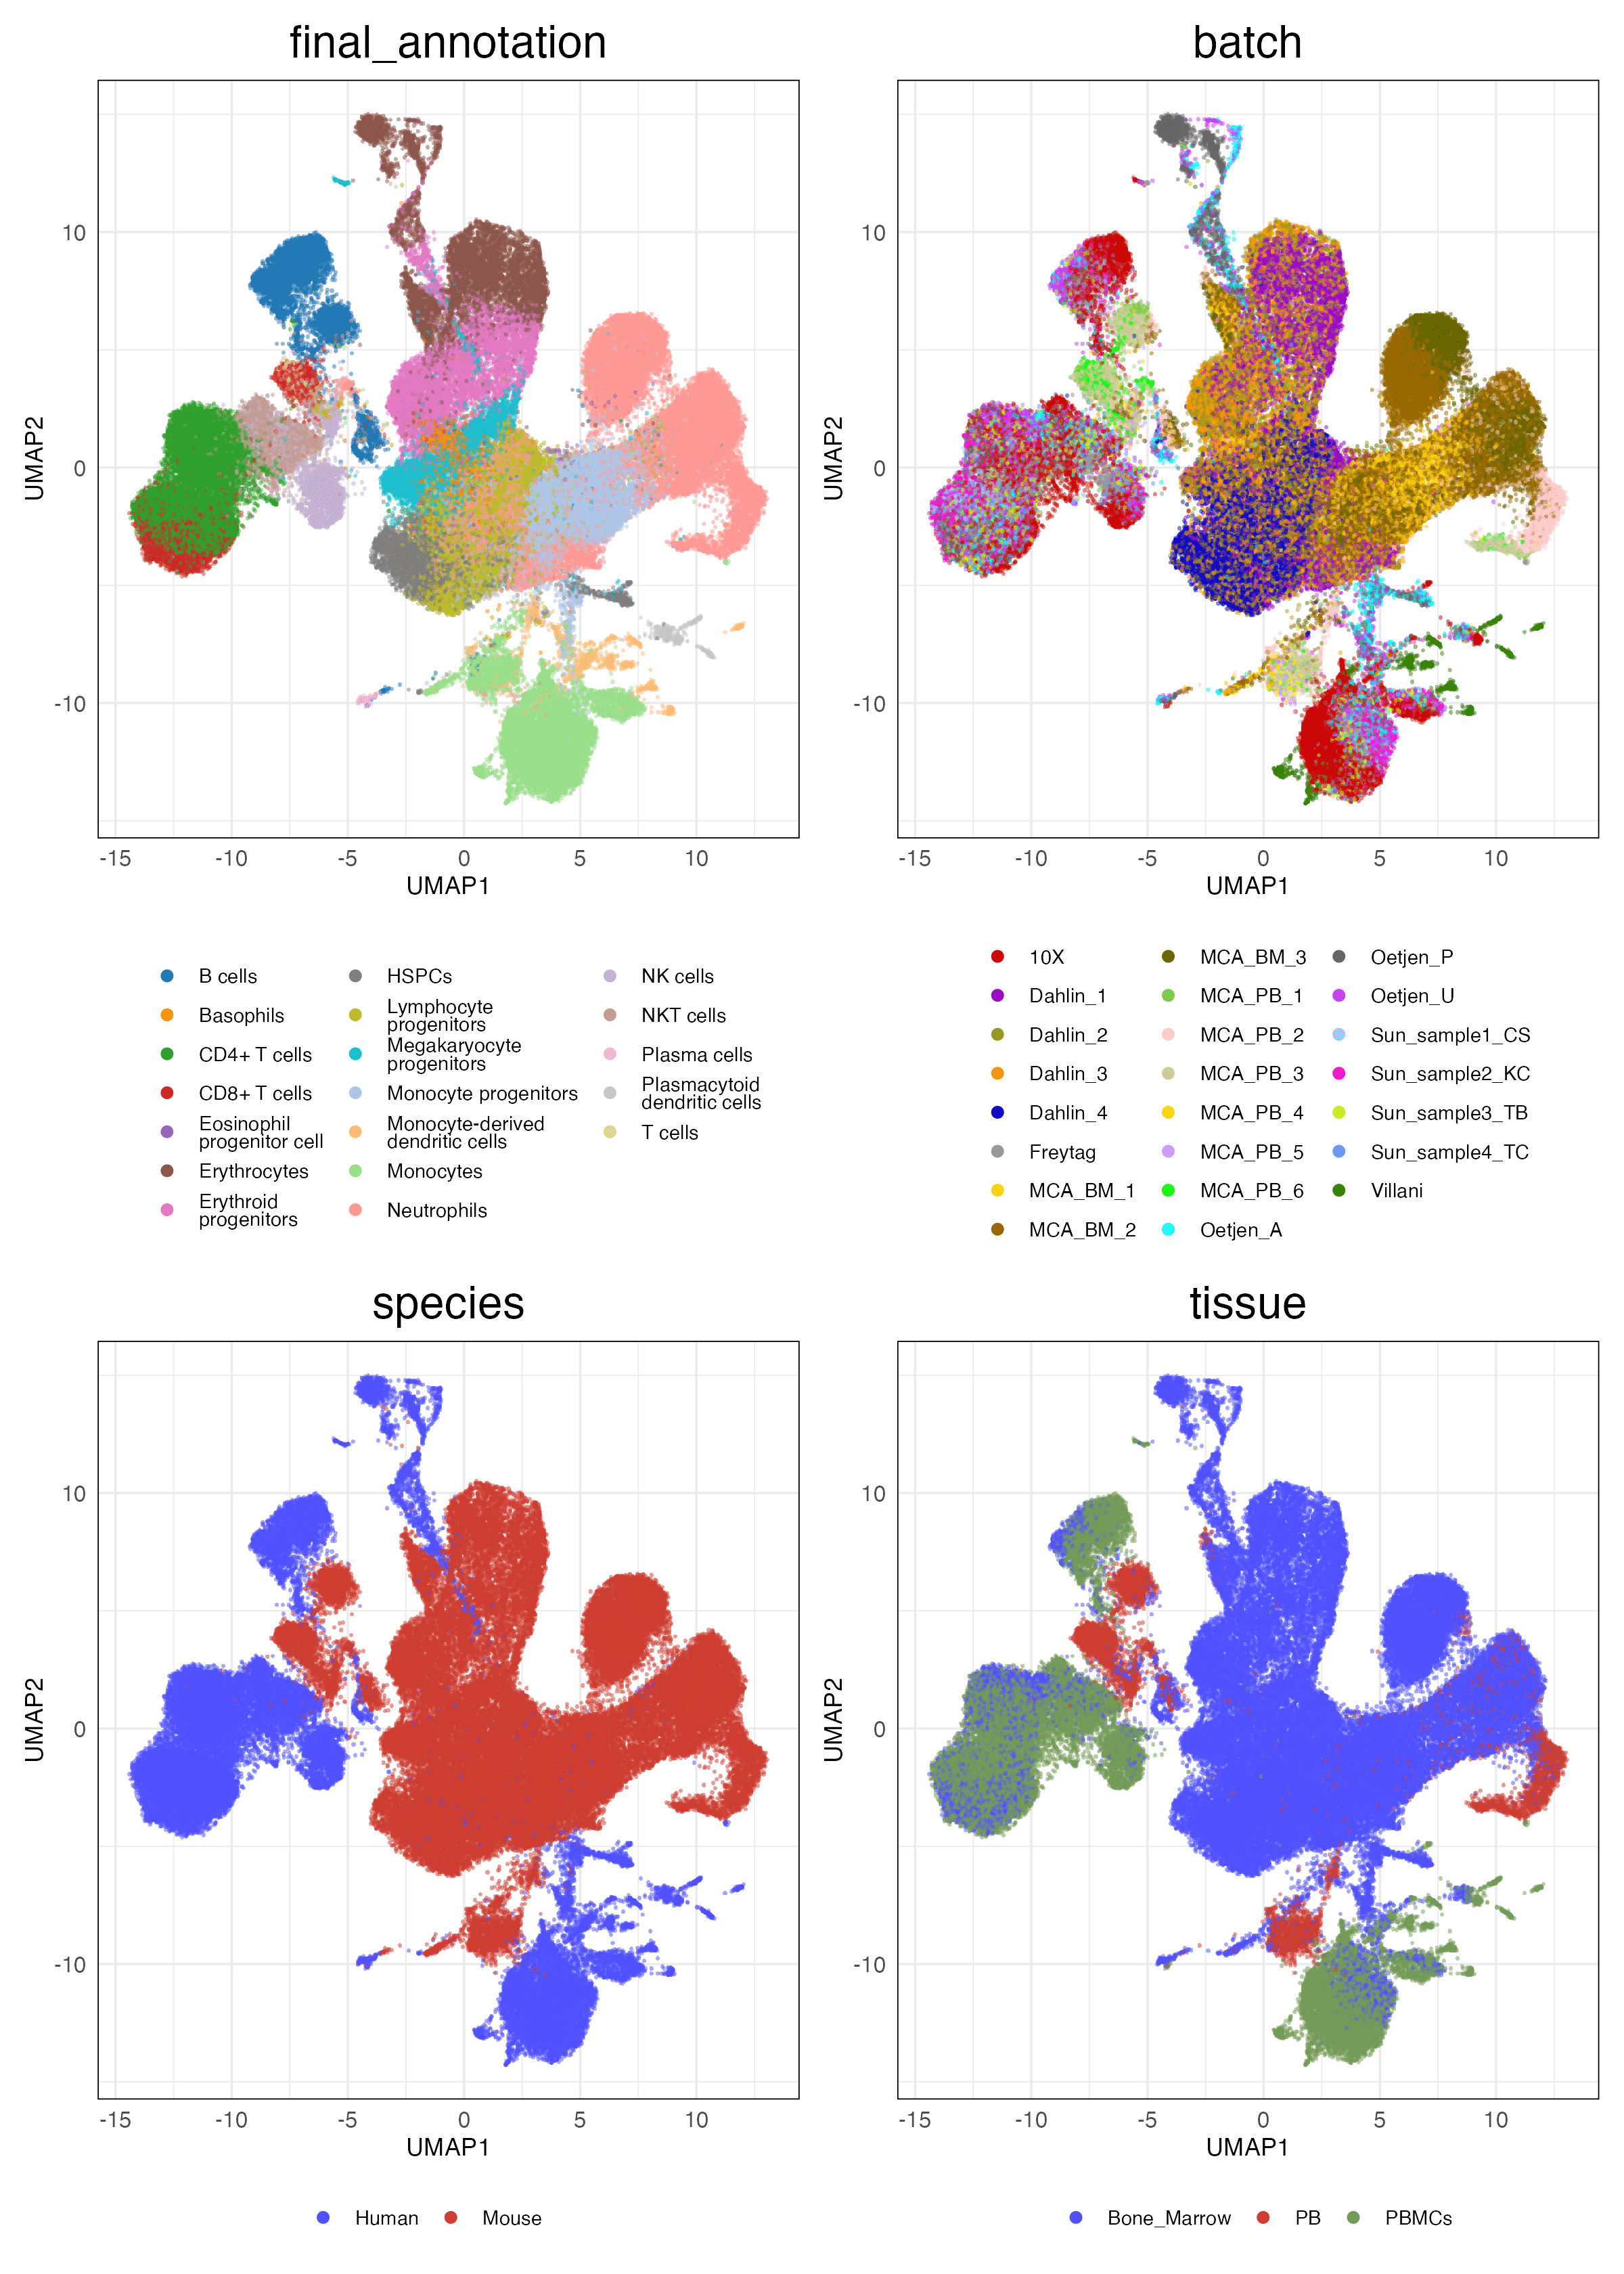 final_annotation
batch
10
0
-10
UMAP2
-15
-10
-5
0
5
10
UMAP1
10
0
-10
UMAP2
-15
-10
-5
0
5
10
UMAP1
B cells
Basophils
CD4+ T cells
CD8+ T cells
Eosinophil
progenitor cell
Erythrocytes
Erythroid
progenitors
HSPCs
Lymphocyte
progenitors
Megakaryocyte
progenitors
Monocyte progenitors
Monocyte-derived
dendritic cells
Monocytes
Neutrophils
NK cells
NKT cells
Plasma cells
Plasmacytoid
dendritic cells
T cells
10X
Dahlin_1
Dahlin_2
Dahlin_3
Dahlin_4
Freytag
MCA_BM_1
MCA_BM_2
MCA_BM_3
MCA_PB_1
MCA_PB_2
MCA_PB_3
MCA_PB_4
MCA_PB_5
MCA_PB_6
Oetjen_A
Oetjen_P
Oetjen_U
Sun_sample1_CS
Sun_sample2_KC
Sun_sample3_TB
Sun_sample4_TC
Villani
species
tissue
10
0
-10
UMAP2
-15
-10
-5
0
5
10
UMAP1
10
0
-10
UMAP2
-15
-10
-5
0
5
10
UMAP1
Human
Mouse
Bone_Marrow
PB
PBMCs